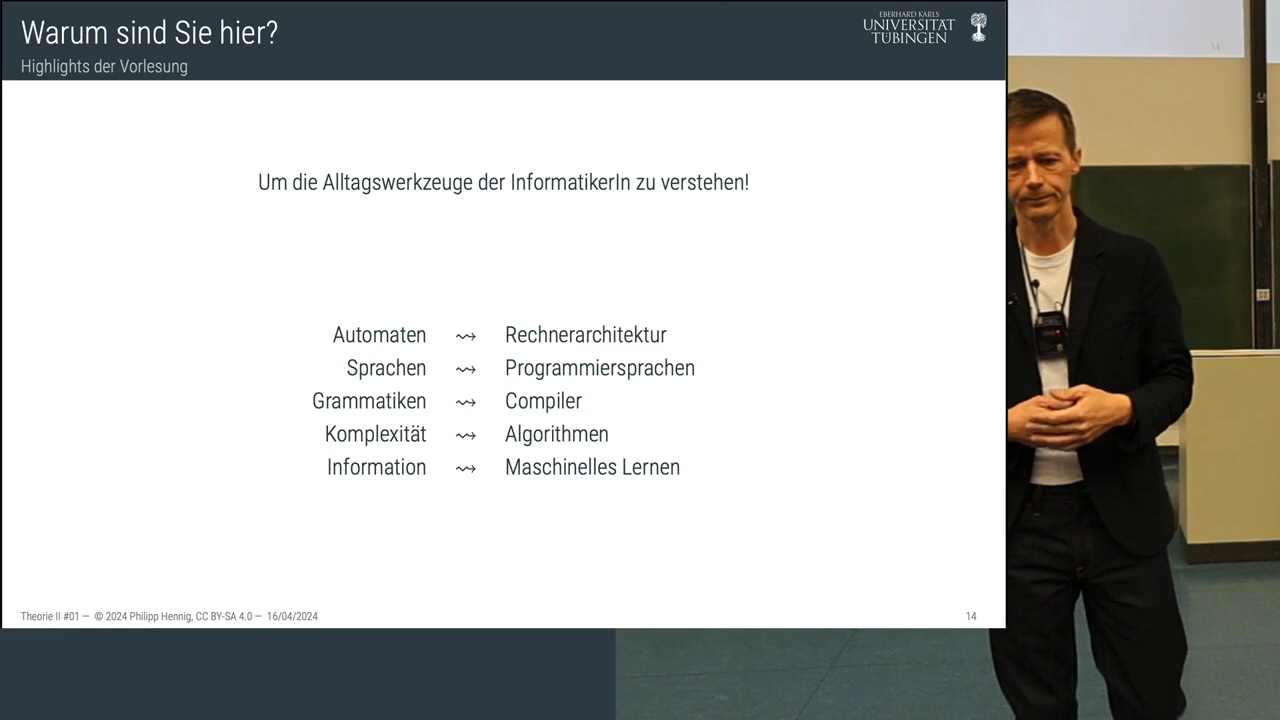 Warum sind Sie hier?
Highlights der Vorlesung
EBERHARD KARLS
UNIVERSITÄT
TÜBINGEN
Um die Alltagswerkzeuge der InformatikerIn zu verstehen!
Automaten ⇝ Rechnerarchitektur
Sprachen ⇝ Programmiersprachen
Grammatiken ⇝ Compiler
Komplexität ⇝ Algorithmen
Information ⇝ Maschinelles Lernen
Theorie II #01 — © 2024 Philipp Hennig, CC BY-SA 4.0 — 16/04/2024
14
14